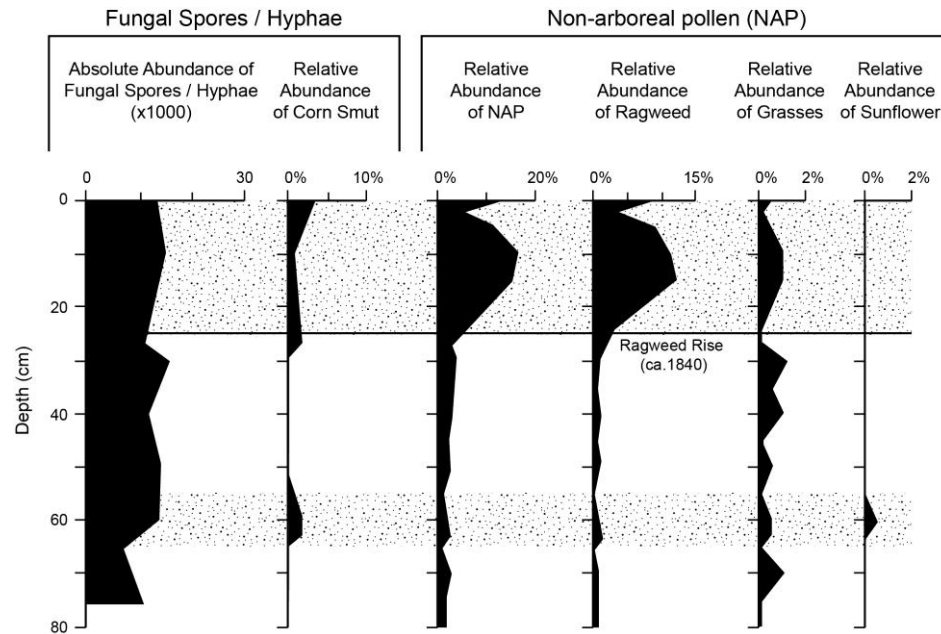 Fungal Spores / Hyphae
Non-arboreal pollen (NAP)
Absolute Abundance of
Fungal Spores / Hyphae
(x1000)
Relative
Abundance
of Corn Smut
Relative
Abundance
of NAP
Relative
Abundance
of Ragweed
Relative
Abundance
of Grasses
Relative
Abundance
of Sunflower
0 30 0% 10% 0% 20% 0% 15% 0% 2% 0% 2%
0
20
Ragweed Rise
(ca.1840)
Depth (cm)
40
60
80